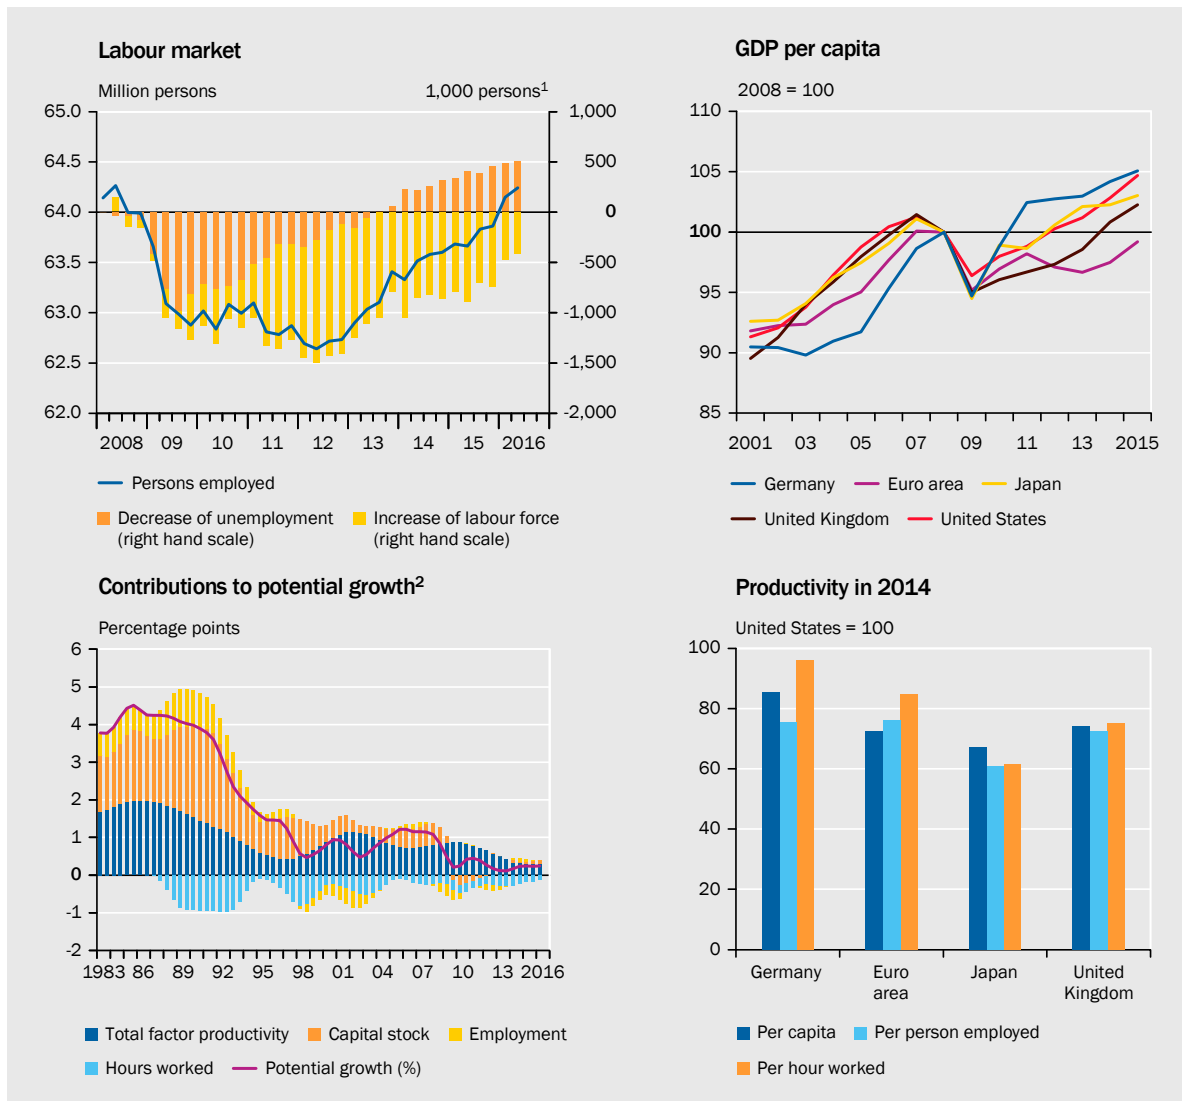 Labour market
Million persons 1,000 persons¹
65.0 1,000
64.5 500
64.0 0
63.5 -500
63.0 -1,000
62.5 -1,500
62.0 -2,000
2008 09 10 11 12 13 14 15 2016
Persons employed
Decrease of unemployment Increase of labour force
(right hand scale) (right hand scale)
GDP per capita
2008 = 100
110
105
100
95
90
85
2001 03 05 07 09 11 13 2015
Germany Euro area Japan
United Kingdom United States
Contributions to potential growth²
Percentage points
6
5
4
3
2
1
0
-1
-2
1983 86 89 92 95 98 01 04 07 10 13 2016
Total factor productivity Capital stock Employment
Hours worked Potential growth (%)
Productivity in 2014
United States = 100
100
80
60
40
20
0
Germany Euro Japan United
area Kingdom
Per capita Per person employed
Per hour worked